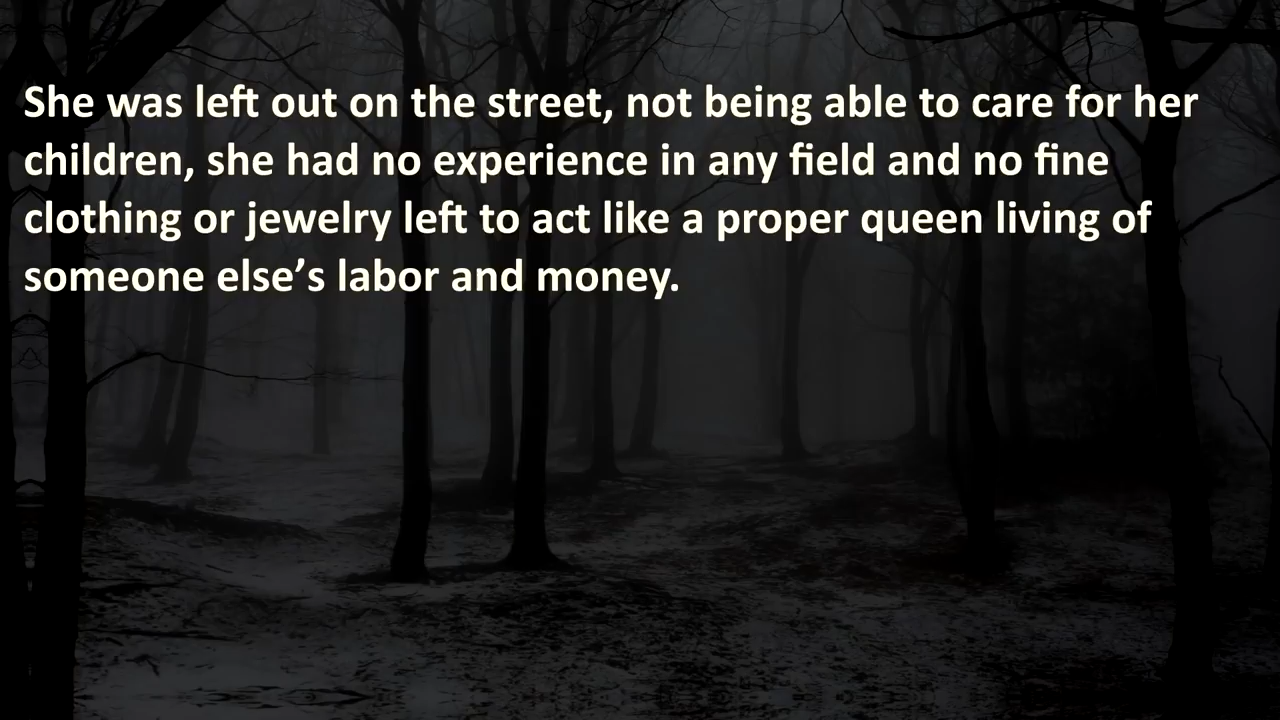 She was left out on the street, not being able to care for her
children, she had no experience in any field and no fine
clothing or jewelry left to act like a proper queen living of
someone else’s labor and money.